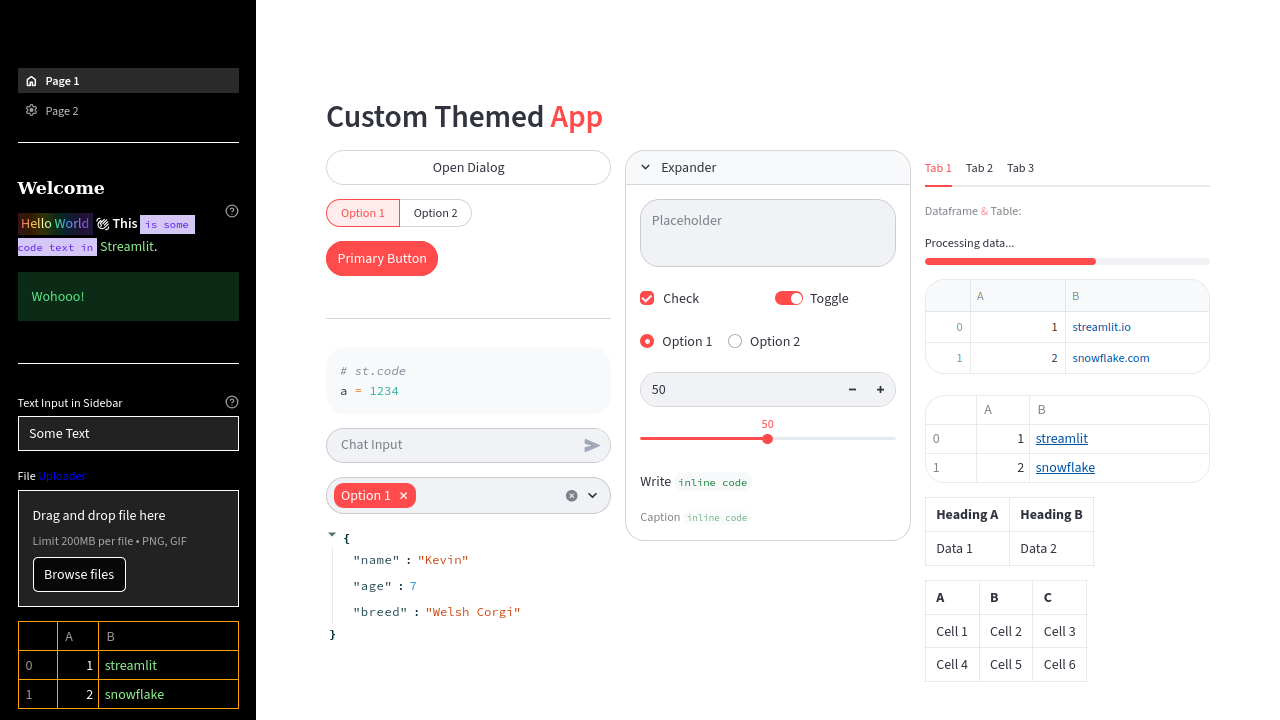 Page 1
Page 2
Welcome
Hello World 👋 This is some
code text in Streamlit.
Wohooo!
Text Input in Sidebar
Some Text
File Uploader
Drag and drop file here
Limit 200MB per file • PNG, GIF
Browse files
A B
0 1 streamlit
1 2 snowflake
Custom Themed App
Open Dialog
Option 1 Option 2
Primary Button
# st.code
a = 1234
Chat Input
Option 1
{
"name" : "Kevin"
"age" : 7
"breed" : "Welsh Corgi"
}
Expander
Placeholder
Check Toggle
Option 1 Option 2
50
50
Write inline code
Caption inline code
Tab 1 Tab 2 Tab 3
Dataframe & Table:
Processing data...
A B
0 1 streamlit.io
1 2 snowflake.com
A B
0 1 streamlit
1 2 snowflake
Heading A Heading B
Data 1 Data 2
A B C
Cell 1 Cell 2 Cell 3
Cell 4 Cell 5 Cell 6